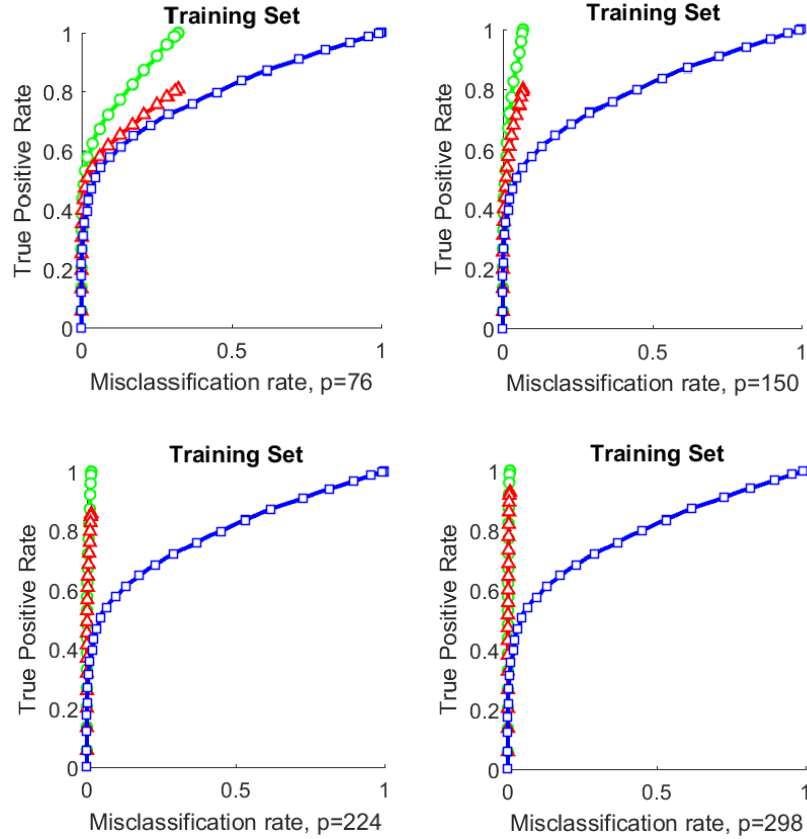 Training Set
True Positive Rate
1
0.8
0.6
0.4
0.2
0
0 0.5 1
Misclassification rate, p=76
Training Set
True Positive Rate
1
0.8
0.6
0.4
0.2
0
0 0.5 1
Misclassification rate, p=150
Training Set
True Positive Rate
1
0.8
0.6
0.4
0.2
0
0 0.5 1
Misclassification rate, p=224
Training Set
True Positive Rate
1
0.8
0.6
0.4
0.2
0
0 0.5 1
Misclassification rate, p=298